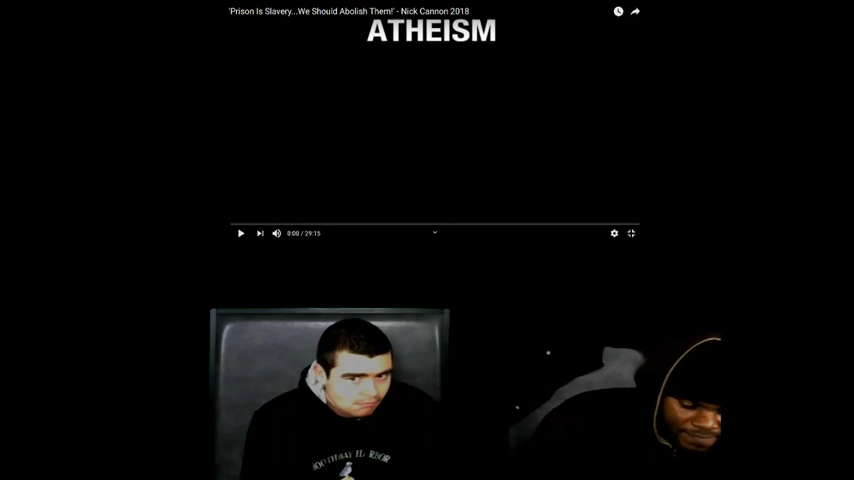 'Prison Is Slavery...We Should Abolish Them!' - Nick Cannon 2018
ATHEISM
0:00 / 29:15